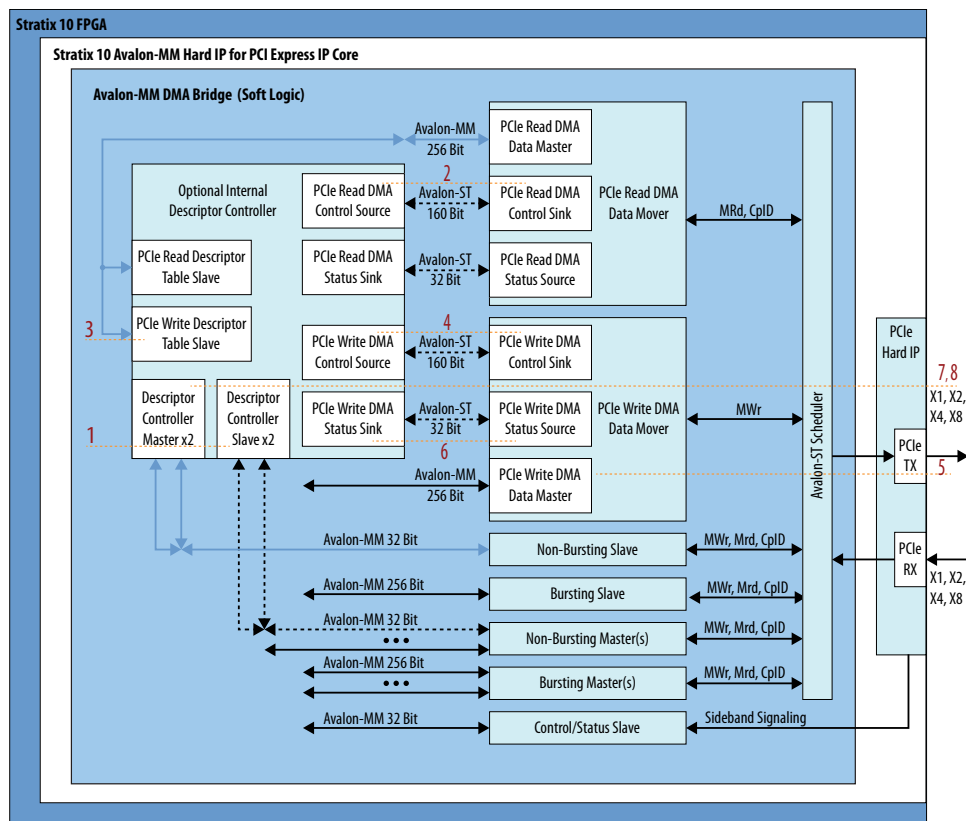 Stratix 10 FPGA
Stratix 10 Avalon-MM Hard IP for PCI Express IP Core
Avalon-MM DMA Bridge (Soft Logic)
Avalon-MM
256 Bit
PCIe Read DMA
Data Master
2
Optional Internal
Descriptor Controller
PCIe Read DMA
Control Source
Avalon-ST
160 Bit
PCIe Read DMA
Control Sink
PCIe Read DMA
Data Mover
MRd, CpID
PCIe Read Descriptor
Table Slave
PCIe Read DMA
Status Sink
Avalon-ST
32 Bit
PCIe Read DMA
Status Source
3
PCIe Write Descriptor
Table Slave
4
PCIe Write DMA
Control Source
Avalon-ST
160 Bit
PCIe Write DMA
Control Sink
PCIe
Hard IP
7, 8
X1, X2,
X4, X8
1
Descriptor
Controller
Master x2
Descriptor
Controller
Slave x2
PCIe Write DMA
Status Sink
Avalon-ST
32 Bit
PCIe Write DMA
Status Source
PCIe Write DMA
Data Mover
MWr
6
Avalon-MM
256 Bit
PCIe Write DMA
Data Master
Avalon-ST Scheduler
PCIe
TX
5
Avalon-MM 32 Bit
Non-Bursting Slave
MWr, Mrd, CpID
PCIe
RX
X1, X2,
X4, X8
Avalon-MM 256 Bit
Bursting Slave
MWr, Mrd, CpID
Avalon-MM 32 Bit
•••
Non-Bursting Master(s)
MWr, Mrd, CpID
Avalon-MM 256 Bit
•••
Bursting Master(s)
MWr, Mrd, CpID
Avalon-MM 32 Bit
Control/Status Slave
Sideband Signaling